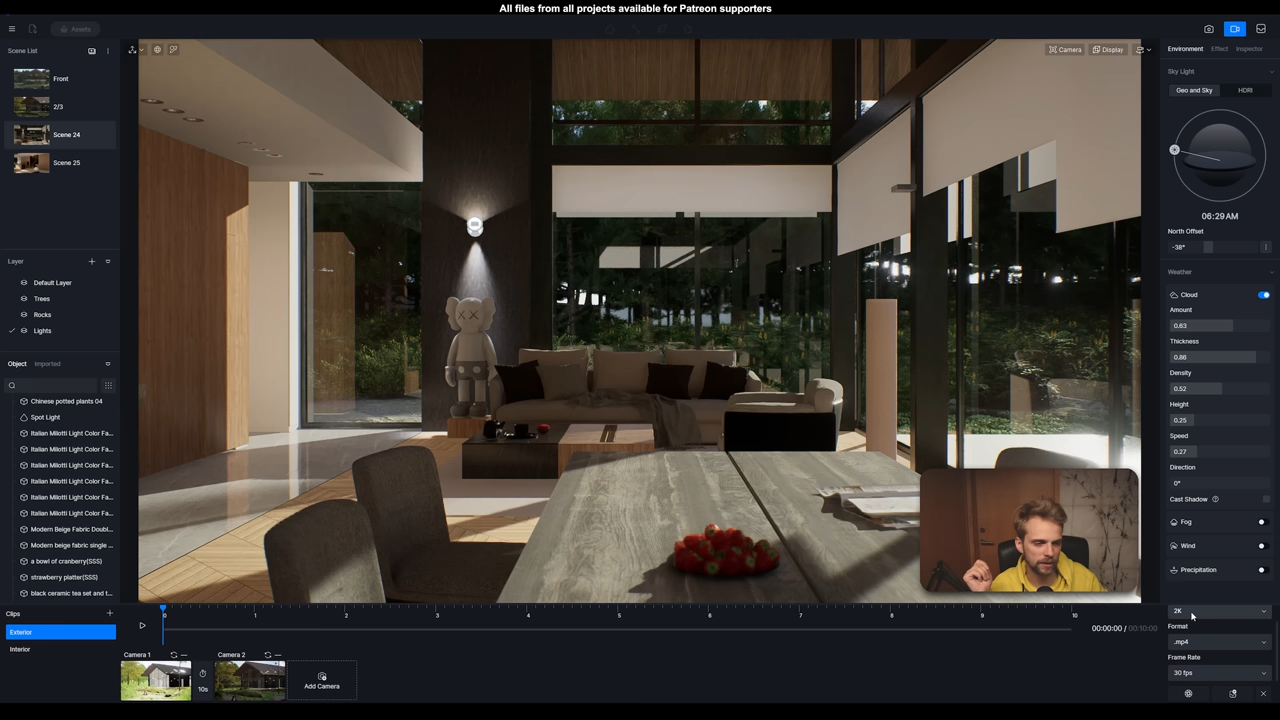 All files from all projects available for Patreon supporters
Assets
Scene List
Front
2/3
Scene 24
Scene 25
Layer
Default Layer
Trees
Rocks
Lights
Object
Imported
Chinese potted plants 04
Spot Light
Italian Milotti Light Color Fa...
Italian Milotti Light Color Fa...
Italian Milotti Light Color Fa...
Italian Milotti Light Color Fa...
Italian Milotti Light Color Fa...
Italian Milotti Light Color Fa...
Modern Beige Fabric Doubl...
Modern beige fabric single ...
a bowl of cranberry(SSS)
strawberry platter(SSS)
black ceramic tea set and t...
Camera
Display
Environment
Effect
Inspector
Sky Light
Geo and Sky
HDRI
06:29 AM
North Offset
-38°
Weather
Cloud
Amount
0.63
Thickness
0.86
Density
0.52
Height
0.25
Speed
0.27
Direction
0°
Cast Shadow
Fog
Wind
Precipitation
2K
Format
.mp4
Frame Rate
30 fps
Clips
Exterior
Interior
0 1 2 3 4 5 6 7 8 9 10
00:00:00 / 00:10:00
Camera 1
10s
Camera 2
Add Camera